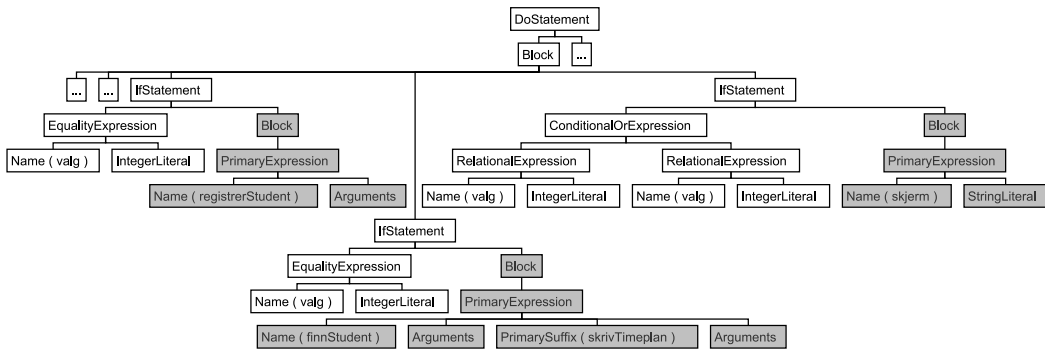 DoStatement
Block ...
... ... IfStatement IfStatement
EqualityExpression Block ConditionalOrExpression Block
Name ( valg ) IntegerLiteral PrimaryExpression RelationalExpression RelationalExpression PrimaryExpression
Name ( registrerStudent ) Arguments Name ( valg ) IntegerLiteral Name ( valg ) IntegerLiteral Name ( skjerm ) StringLiteral
IfStatement
EqualityExpression Block
Name ( valg ) IntegerLiteral PrimaryExpression
Name ( finnStudent ) Arguments PrimarySuffix ( skrivTimeplan ) Arguments